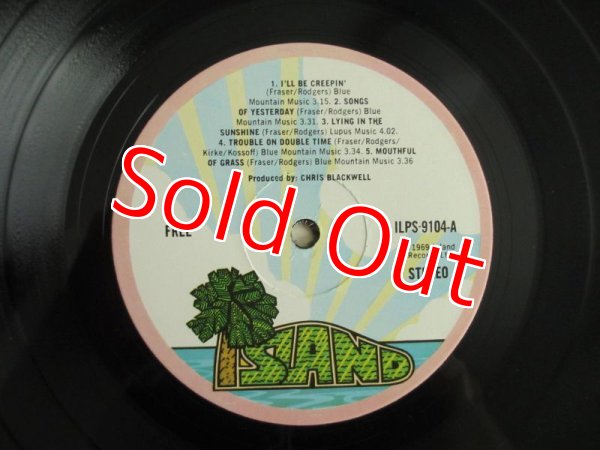 1. I'LL BE CREEPIN'
(Fraser/Rodgers) Blue
Mountain Music 3.15. 2. SONGS
OF YESTERDAY (Fraser/Rodgers) Blue
Mountain Music 3.31. 3. LYING IN THE
SUNSHINE (Fraser/Rodgers) Lupus Music 4.02.
4. TROUBLE ON DOUBLE TIME (Fraser/Rodgers/
Kirke/Kossoff) Blue Mountain Music 3.34. 5. MOUTHFUL
OF GRASS (Fraser/Rodgers) Blue Mountain Music 3.36
Produced by: CHRIS BLACKWELL
FREE
ILPS-9104-A
1969 Island
STEREO
Sold Out
ISLAND